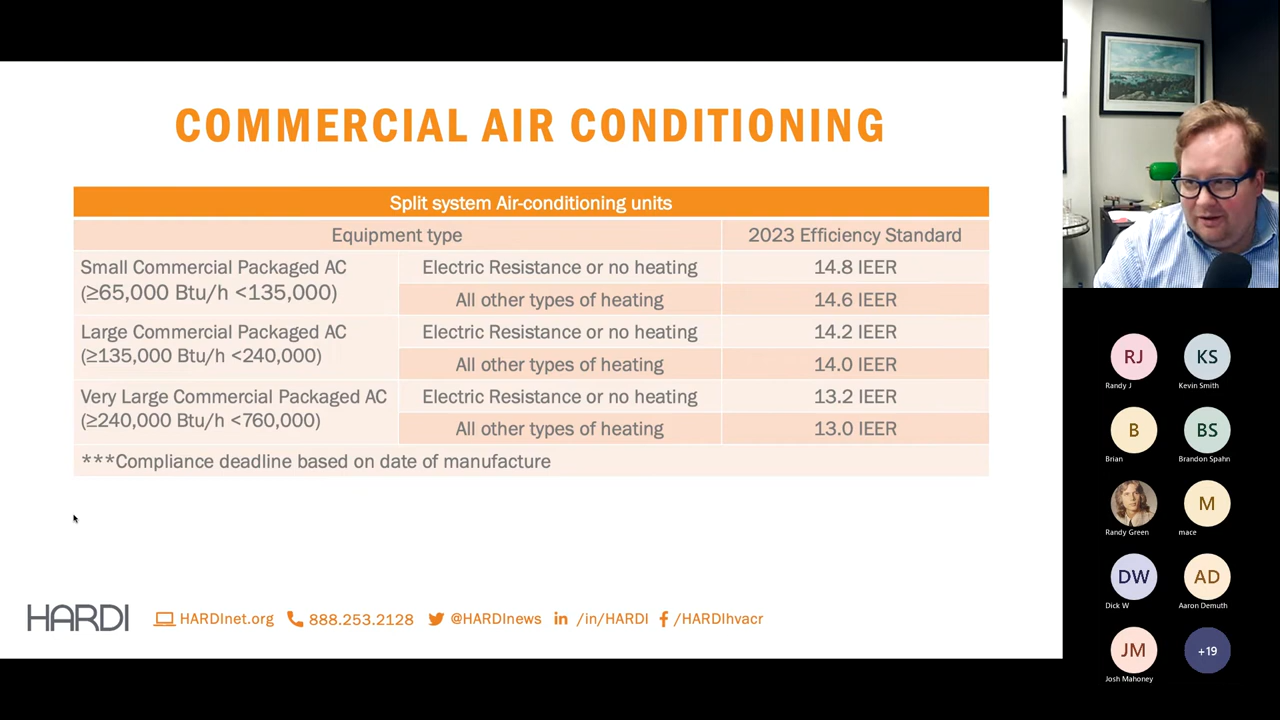 COMMERCIAL AIR CONDITIONING
Split system Air-conditioning units
Equipment type 2023 Efficiency Standard
Small Commercial Packaged AC
(≥65,000 Btu/h <135,000)
Electric Resistance or no heating 14.8 IEER
All other types of heating 14.6 IEER
Large Commercial Packaged AC
(≥135,000 Btu/h <240,000)
Electric Resistance or no heating 14.2 IEER
All other types of heating 14.0 IEER
Very Large Commercial Packaged AC
(≥240,000 Btu/h <760,000)
Electric Resistance or no heating 13.2 IEER
All other types of heating 13.0 IEER
***Compliance deadline based on date of manufacture
HARDI HARDInet.org 888.253.2128 @HARDInews in /in/HARDI f /HARDIhvacr
RJ KS
Randy J Kevin Smith
B BS
Brian Brandon Spahn
M
Randy Green mace
DW AD
Dick W Aaron Demuth
JM +19
Josh Mahoney